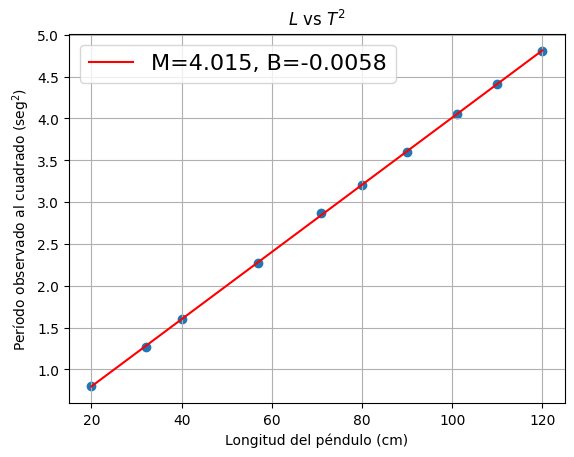 L vs T²
M=4.015, B=-0.0058
Período observado al cuadrado (seg²)
5.0
4.5
4.0
3.5
3.0
2.5
2.0
1.5
1.0
20 40 60 80 100 120
Longitud del péndulo (cm)